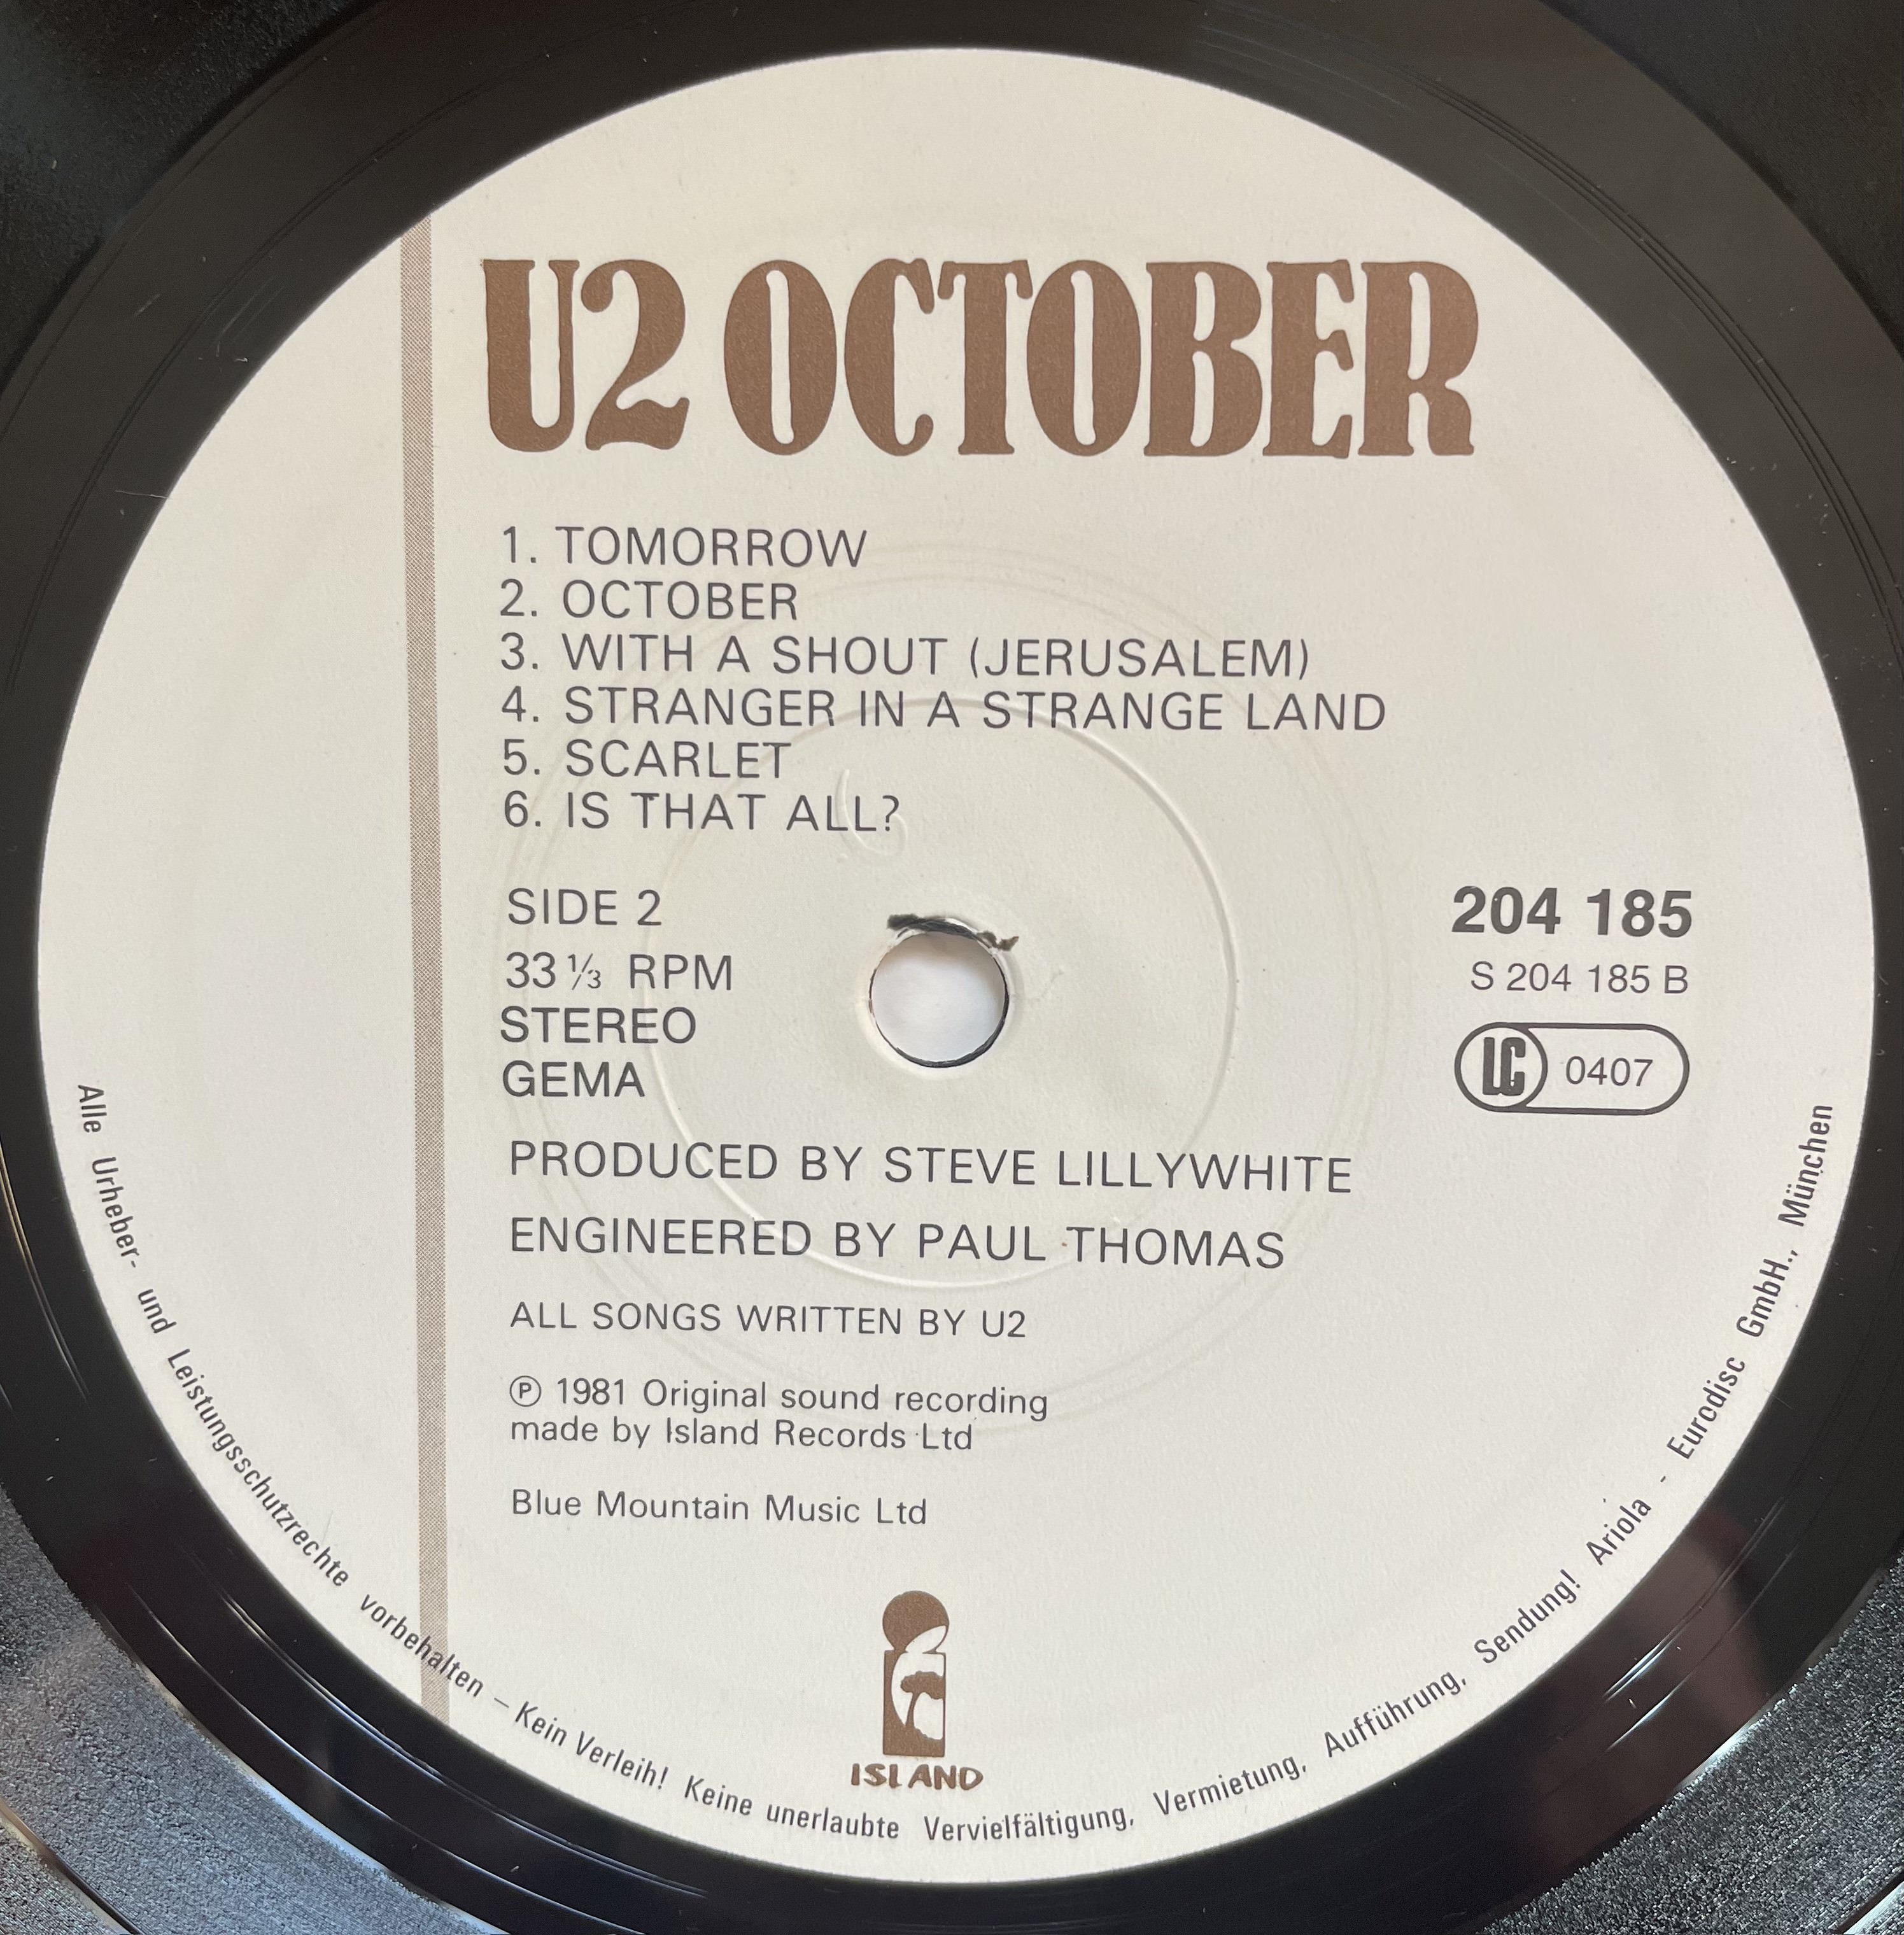 U2 OCTOBER
1. TOMORROW
2. OCTOBER
3. WITH A SHOUT (JERUSALEM)
4. STRANGER IN A STRANGE LAND
5. SCARLET
6. IS THAT ALL?
SIDE 2
33 ⅓ RPM
STEREO
GEMA
204 185
S 204 185 B
LC 0407
PRODUCED BY STEVE LILLYWHITE
ENGINEERED BY PAUL THOMAS
ALL SONGS WRITTEN BY U2
Ⓟ 1981 Original sound recording
made by Island Records Ltd
Blue Mountain Music Ltd
ISLAND
Alle Urheber- und Leistungsschutzrechte vorbehalten – Kein Verleih! Keine unerlaubte Vervielfältigung, Vermietung, Aufführung, Sendung! Ariola - Eurodisc GmbH., München